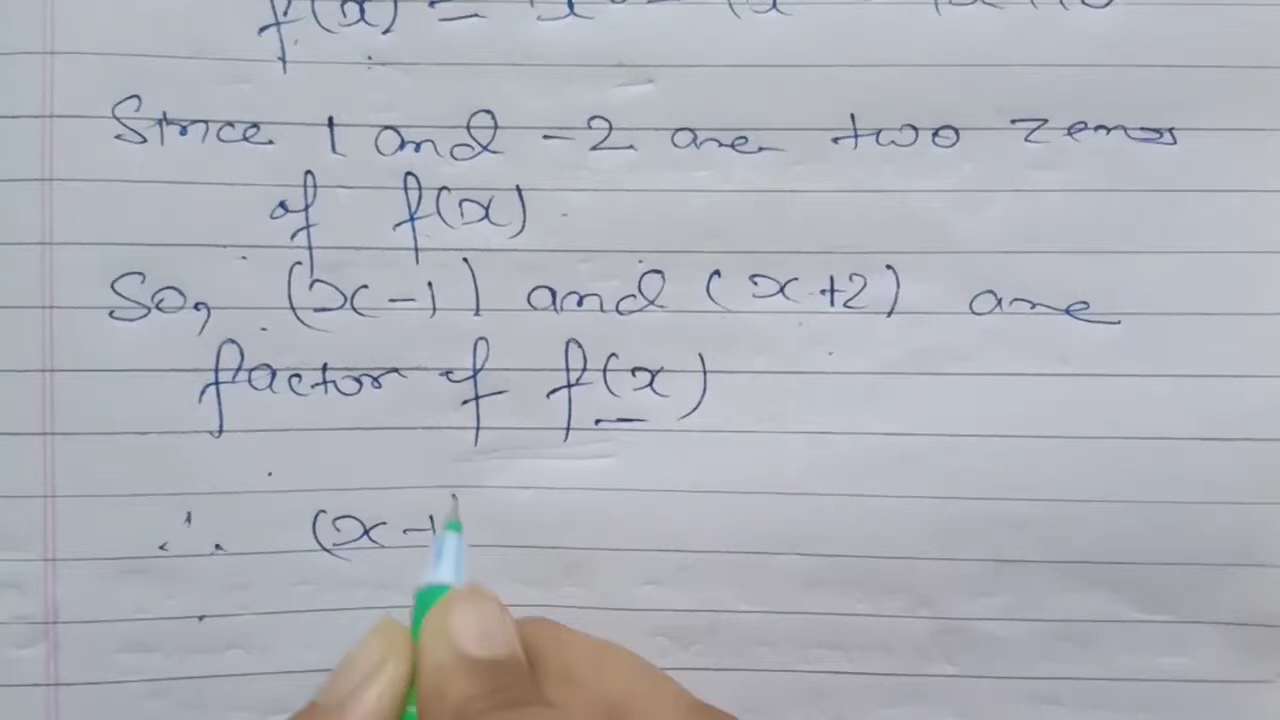 f(x) =
Since 1 and -2 are two zeros
of f(x)
So, (x-1) and (x+2) are
factor of f(x)
∴ (x-1